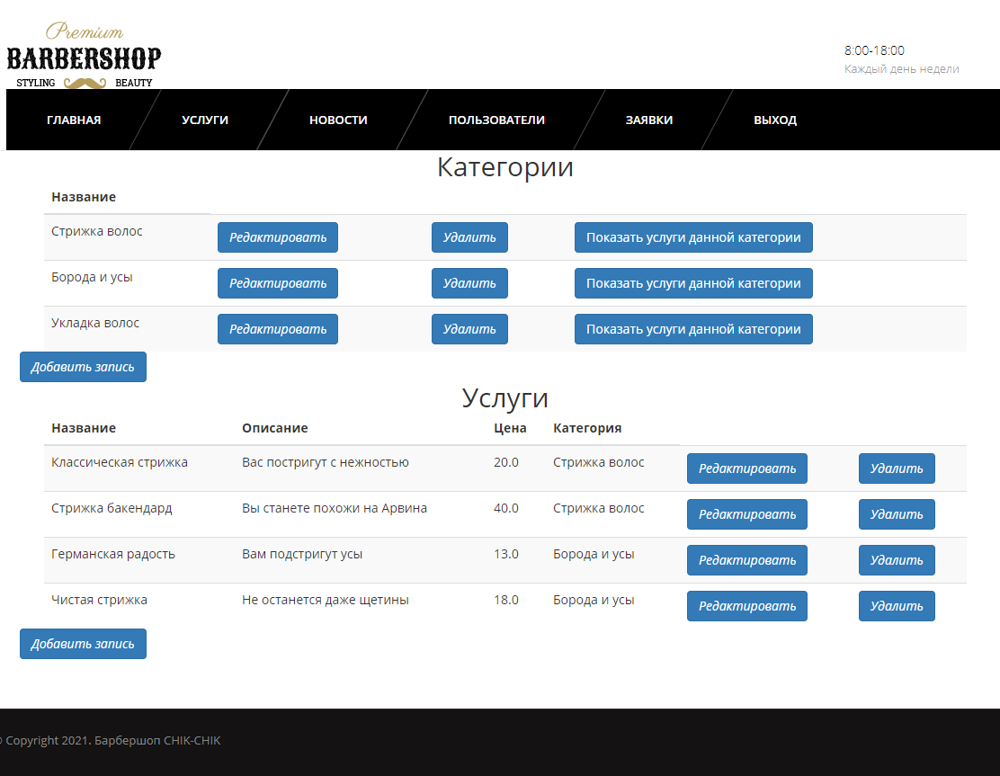 Premium
BARBERSHOP
STYLING BEAUTY
8:00-18:00
Каждый день недели
ГЛАВНАЯ УСЛУГИ НОВОСТИ ПОЛЬЗОВАТЕЛИ ЗАЯВКИ ВЫХОД
Категории
Название
Стрижка волос Редактировать Удалить Показать услуги данной категории
Борода и усы Редактировать Удалить Показать услуги данной категории
Укладка волос Редактировать Удалить Показать услуги данной категории
Добавить запись
Услуги
Название Описание Цена Категория
Классическая стрижка Вас постригут с нежностью 20.0 Стрижка волос Редактировать Удалить
Стрижка бакендард Вы станете похожи на Арвина 40.0 Стрижка волос Редактировать Удалить
Германская радость Вам подстригут усы 13.0 Борода и усы Редактировать Удалить
Чистая стрижка Не останется даже щетины 18.0 Борода и усы Редактировать Удалить
Добавить запись
© Copyright 2021. Барбершоп CHIK-CHIK